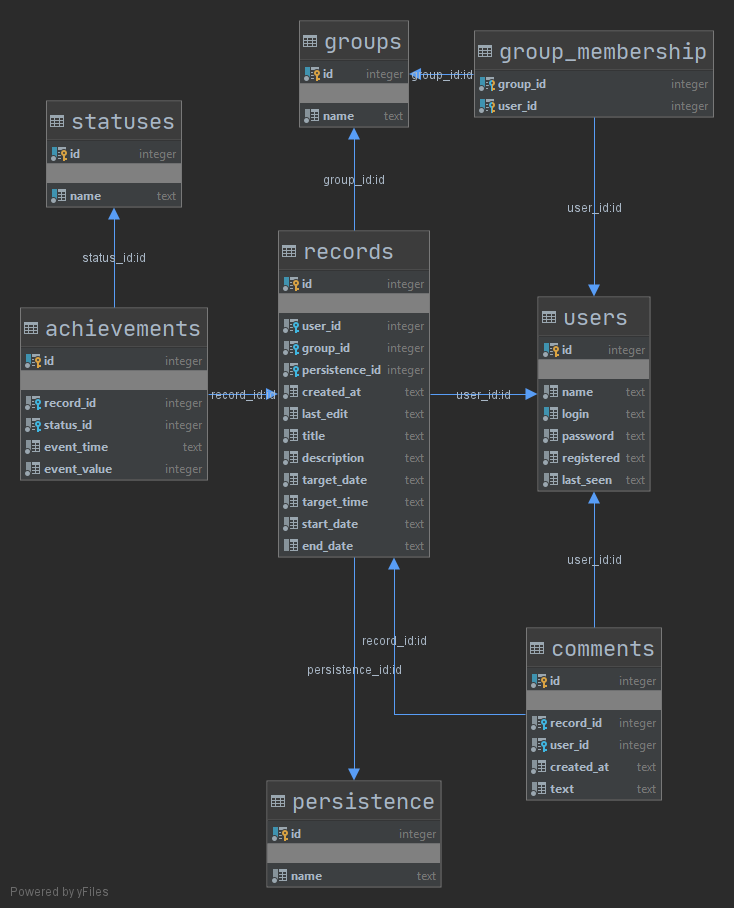 groups
id integer
name text
group_membership
group_id integer
user_id integer
group_id:id
statuses
id integer
name text
group_id:id
user_id:id
status_id:id
records
id integer
user_id integer
group_id integer
persistence_id integer
created_at text
last_edit text
title text
description text
target_date text
target_time text
start_date text
end_date text
users
id integer
name text
login text
password text
registered text
last_seen text
achievements
id integer
record_id integer
status_id integer
event_time text
event_value integer
record_id:id
user_id:id
user_id:id
record_id:id
persistence_id:id
comments
id integer
record_id integer
user_id integer
created_at text
text text
persistence
id integer
name text
Powered by yFiles